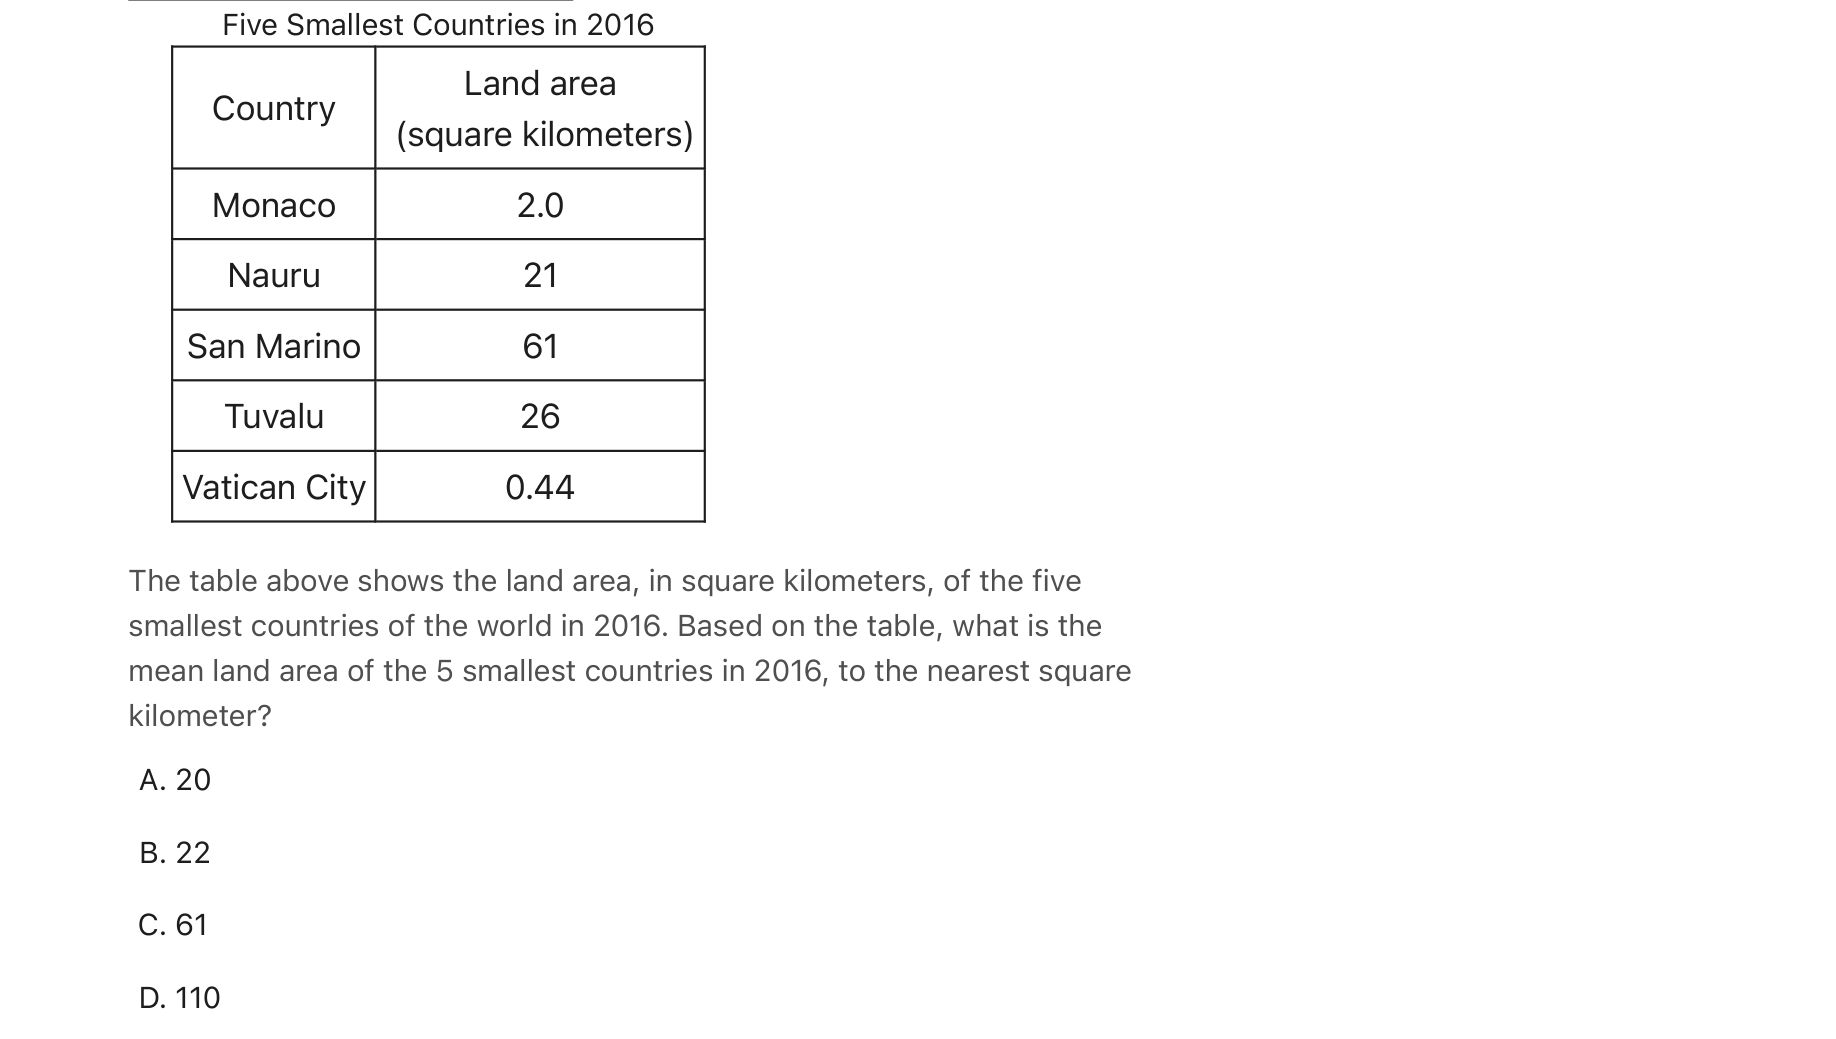 Five Smallest Countries in 2016
Country
Land area
(square kilometers)
Monaco 2.0
Nauru 21
San Marino 61
Tuvalu 26
Vatican City 0.44
The table above shows the land area, in square kilometers, of the five
smallest countries of the world in 2016. Based on the table, what is the
mean land area of the 5 smallest countries in 2016, to the nearest square
kilometer?
A. 20
B. 22
C. 61
D. 110